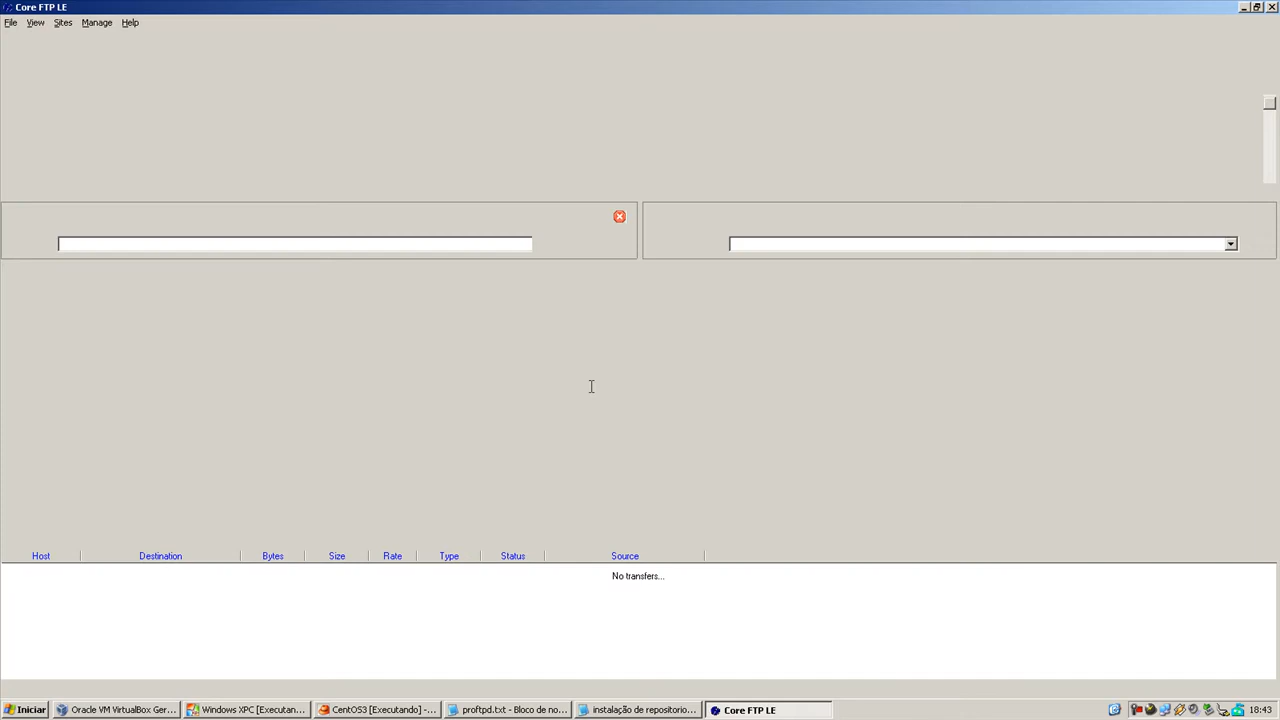 Core FTP LE
File View Sites Manage Help
Host Destination Bytes Size Rate Type Status Source
No transfers...
Iniciar Oracle VM VirtualBox Ger... Windows XPC [Executan... CentOS3 [Executando] -... proftpd.txt - Bloco de no... instalação de repositorio... Core FTP LE 18:43